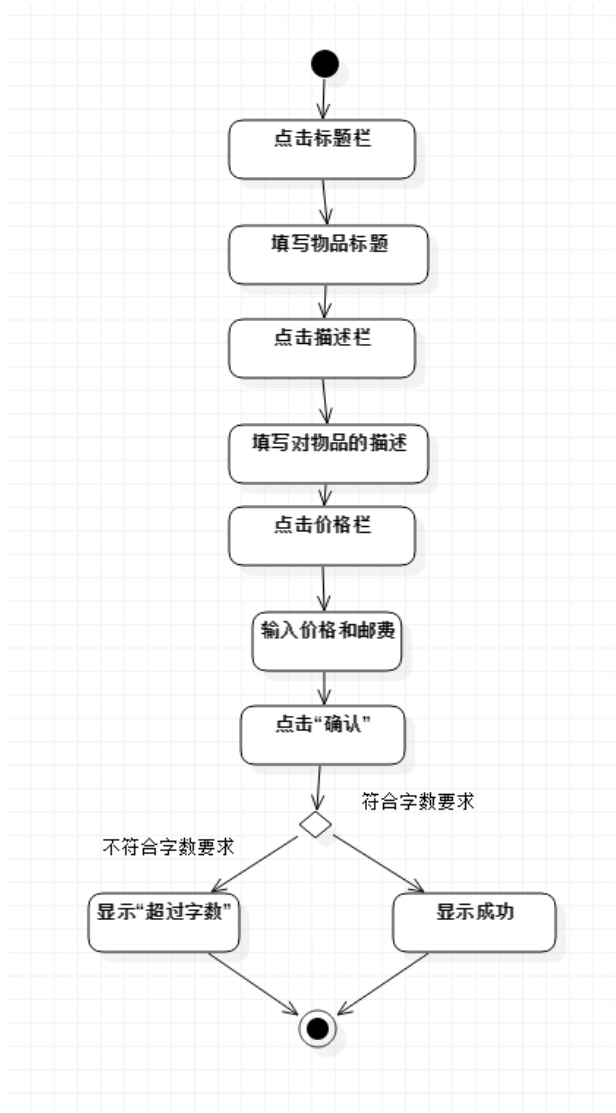 点击标题栏
填写物品标题
点击描述栏
填写对物品的描述
点击价格栏
输入价格和邮费
点击“确认”
符合字数要求
不符合字数要求
显示“超过字数”
显示成功